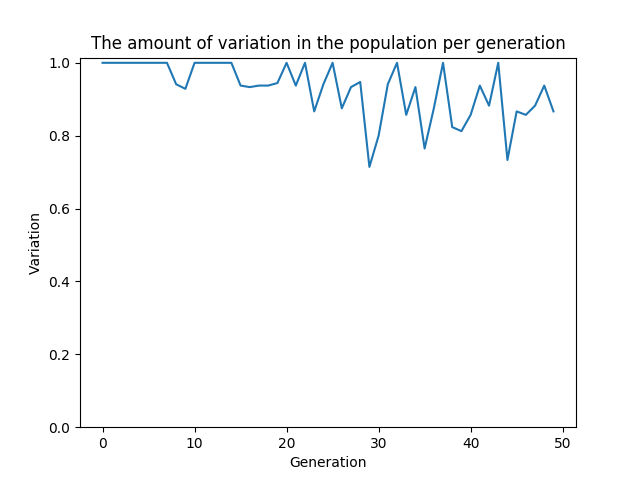 The amount of variation in the population per generation
1.0
0.8
0.6
0.4
0.2
0.0
Variation
0 10 20 30 40 50
Generation